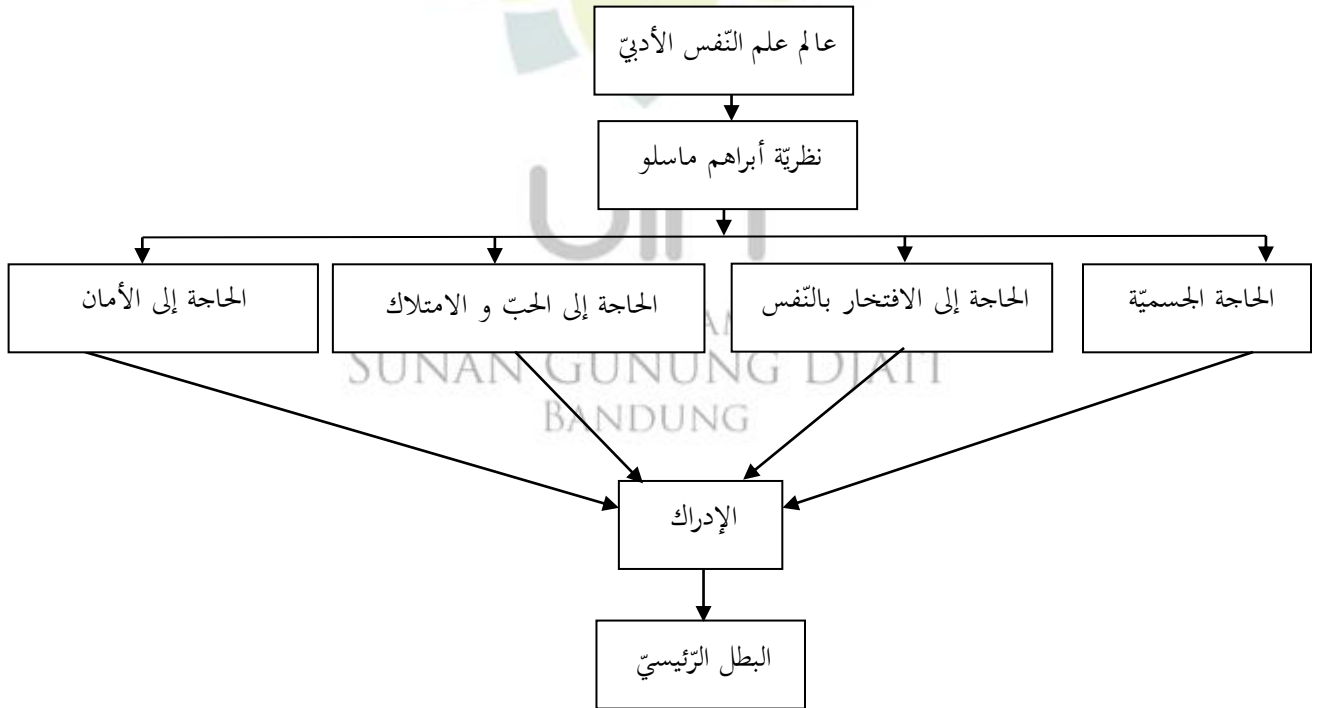 عالم علم النّفس الأدبيّ
نظريّة أبراهم ماسلو
الحاجة الجسميّة
الحاجة إلى الافتخار بالنّفس
الحاجة إلى الحبّ و الامتلاك
الحاجة إلى الأمان
SUNAN GUNUNG DJATI
BANDUNG
الإدراك
البطل الرّئيسيّ